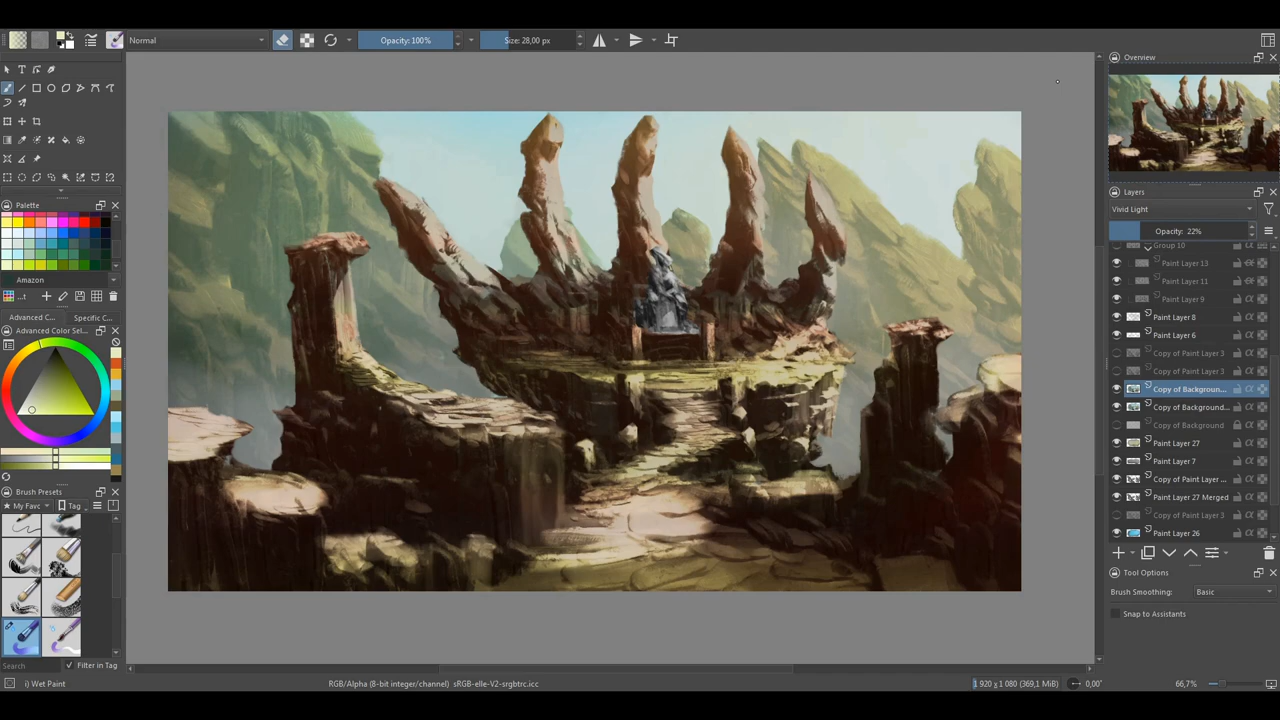 Normal
Opacity: 100%
Size: 28,00 px
Overview
Layers
Vivid Light
Opacity: 22%
Group 10
Paint Layer 13
Paint Layer 11
Paint Layer 9
Paint Layer 8
Paint Layer 6
Copy of Paint Layer 3
Copy of Paint Layer 3
Copy of Backgroun...
Copy of Background...
Copy of Background
Paint Layer 27
Paint Layer 7
Copy of Paint Layer ...
Paint Layer 27 Merged
Copy of Paint Layer 3
Paint Layer 26
Tool Options
Brush Smoothing:
Basic
Snap to Assistants
Palette
Amazon
...t
Advanced C...
Specific C...
Advanced Color Sel...
Brush Presets
My Favc
Tag
Search
Filter in Tag
i) Wet Paint
RGB/Alpha (8-bit integer/channel) sRGB-elle-V2-srgbtrc.icc
1 920 x 1 080 (369,1 MiB)
0,00°
66,7%